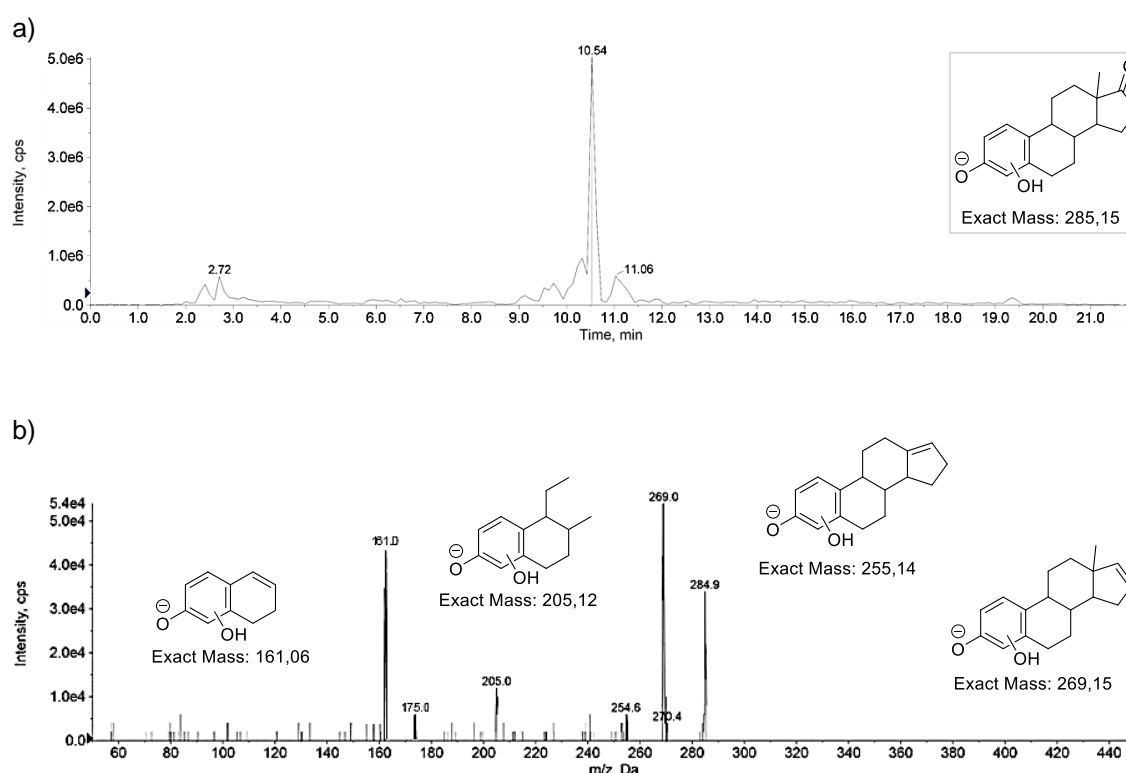 a)
10.54
5.0e6
4.0e6
3.0e6
2.0e6
1.0e6
0.0
Intensity, cps
2.72
11.06
0.0 1.0 2.0 3.0 4.0 5.0 6.0 7.0 8.0 9.0 10.0 11.0 12.0 13.0 14.0 15.0 16.0 17.0 18.0 19.0 20.0 21.0
Time, min
O
OH
Exact Mass: 285,15
b)
5.4e4
5.0e4
4.0e4
3.0e4
2.0e4
1.0e4
0.0
Intensity, cps
161.0
175.0
205.0
254.6
269.0
270.4
284.9
O
OH
Exact Mass: 161,06
O
OH
Exact Mass: 205,12
O
OH
Exact Mass: 255,14
O
OH
Exact Mass: 269,15
60 80 100 120 140 160 180 200 220 240 260 280 300 320 340 360 380 400 420 440
m/z, Da